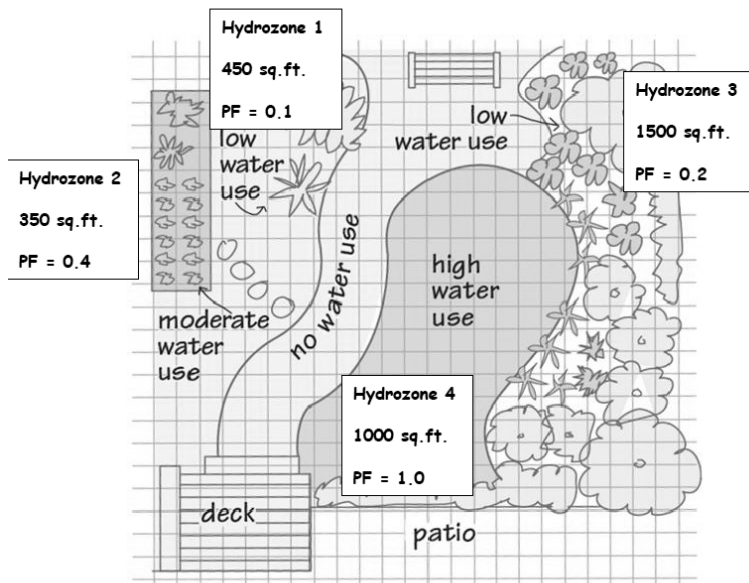 Hydrozone 1
450 sq.ft.
PF = 0.1
low
water
use
low
water use
Hydrozone 3
1500 sq.ft.
PF = 0.2
Hydrozone 2
350 sq.ft.
PF = 0.4
moderate
water
use
no water use
high
water
use
Hydrozone 4
1000 sq.ft.
PF = 1.0
deck
patio